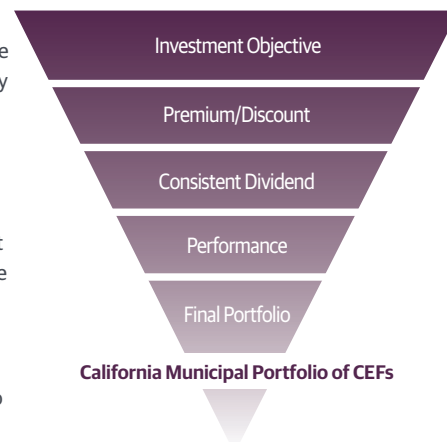 Investment Objective
Premium/Discount
Consistent Dividend
Performance
Final Portfolio
California Municipal Portfolio of CEFs